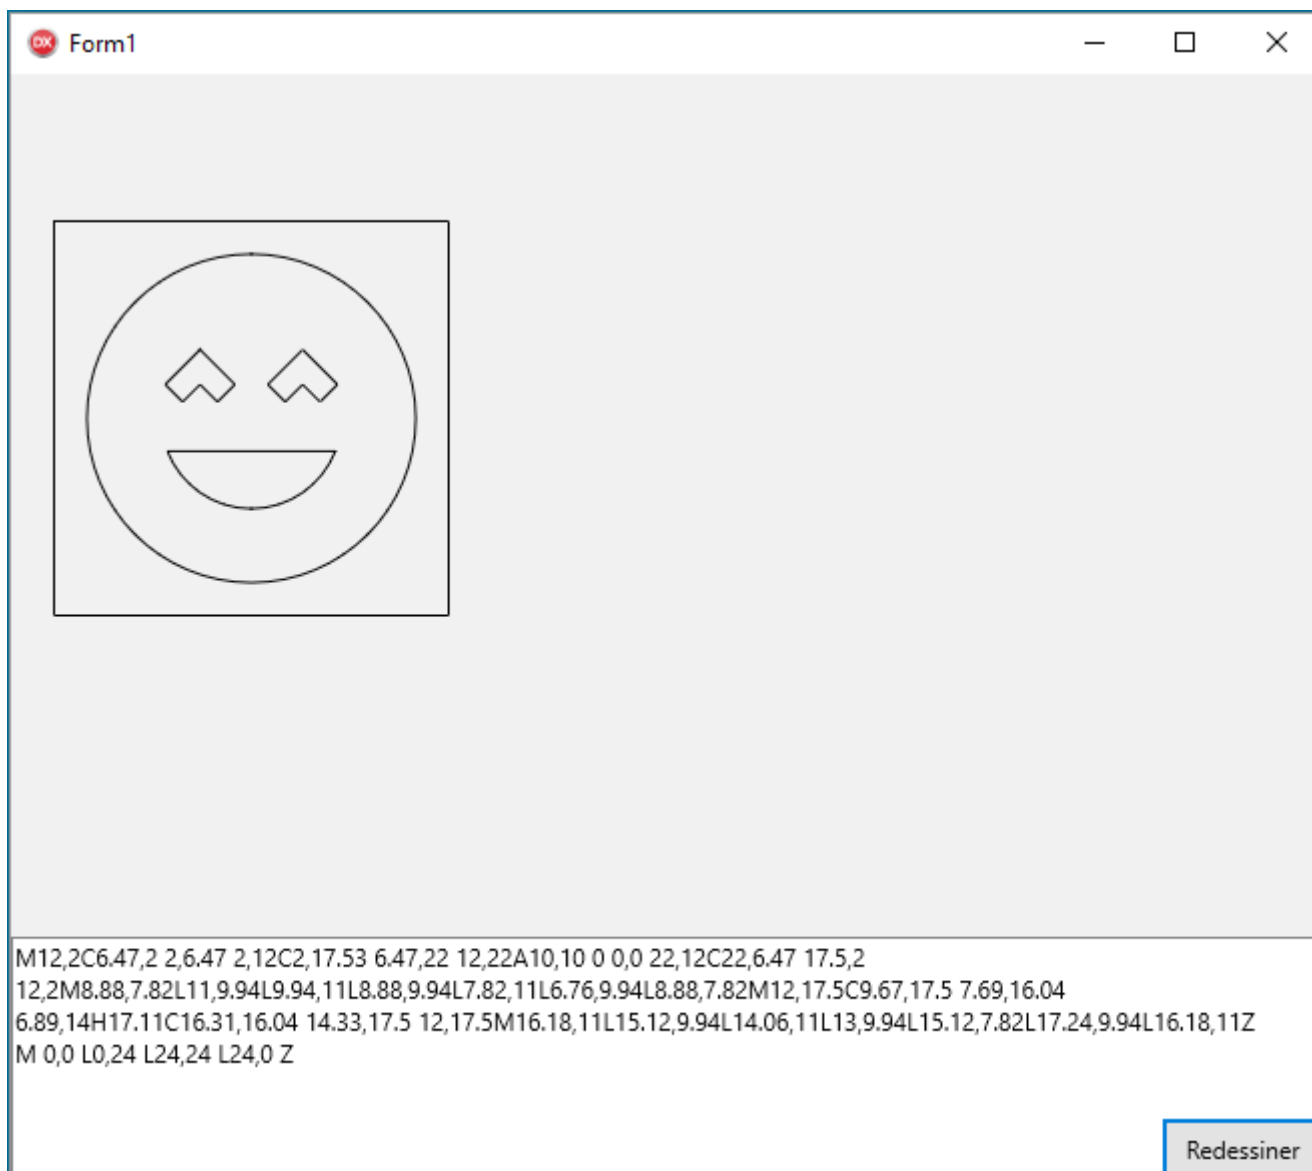 DX Form1
M12,2C6.47,2 2,6.47 2,12C2,17.53 6.47,22 12,22A10,10 0 0,0 22,12C22,6.47 17.5,2
12,2M8.88,7.82L11,9.94L9.94,11L8.88,9.94L7.82,11L6.76,9.94L8.88,7.82M12,17.5C9.67,17.5 7.69,16.04
6.89,14H17.11C16.31,16.04 14.33,17.5 12,17.5M16.18,11L15.12,9.94L14.06,11L13,9.94L15.12,7.82L17.24,9.94L16.18,11Z
M 0,0 L0,24 L24,24 L24,0 Z
Redessiner